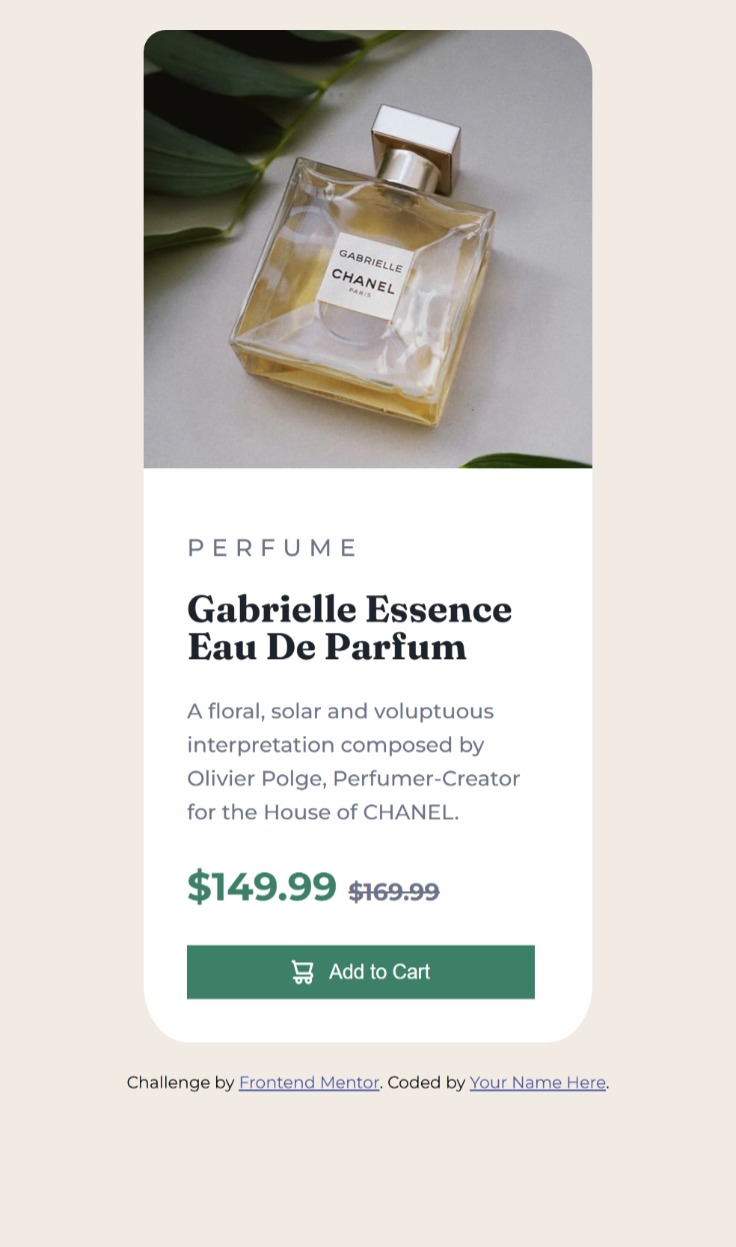 GABRIELLE
CHANEL
PARIS
PERFUME
Gabrielle Essence
Eau De Parfum
A floral, solar and voluptuous
interpretation composed by
Olivier Polge, Perfumer-Creator
for the House of CHANEL.
$149.99 $169.99
Add to Cart
Challenge by Frontend Mentor. Coded by Your Name Here.